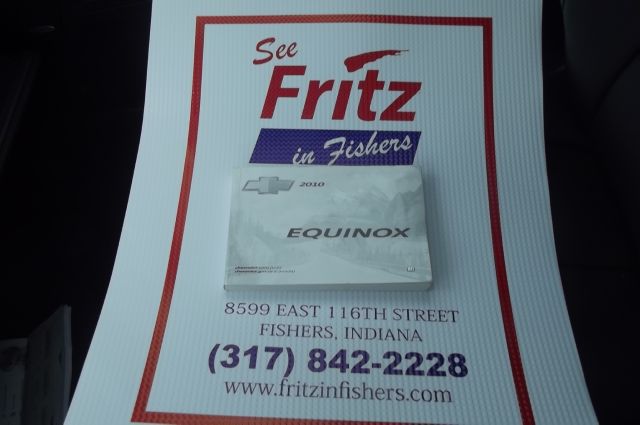 See
Fritz
in Fishers
2010
EQUINOX
8599 EAST 116TH STREET
FISHERS, INDIANA
(317) 842-2228
www.fritzinfishers.com